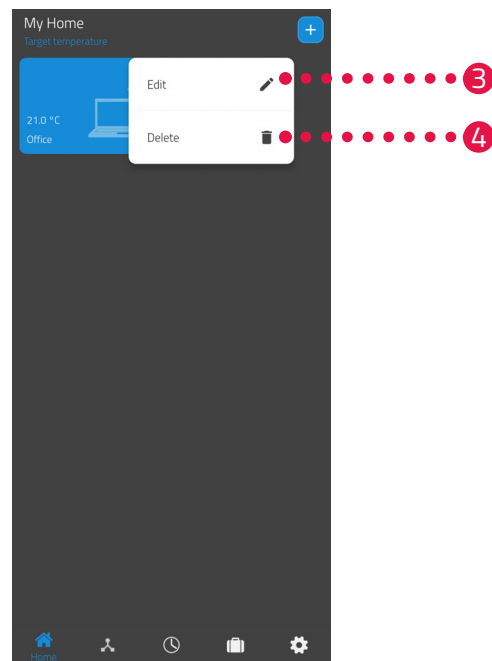 My Home
+
Target temperature
Edit
3
21.0 °C
Office
Delete
4
Home